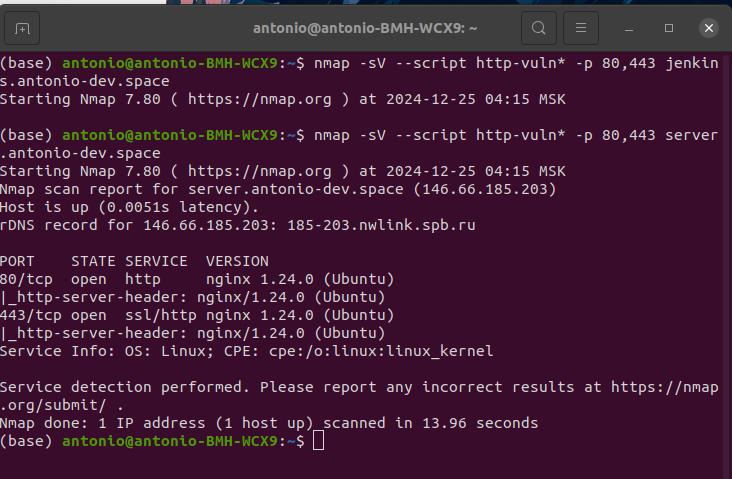 antonio@antonio-BMH-WCX9: ~
(base) antonio@antonio-BMH-WCX9:~$ nmap -sV --script http-vuln* -p 80,443 jenkin
s.antonio-dev.space
Starting Nmap 7.80 ( https://nmap.org ) at 2024-12-25 04:15 MSK
(base) antonio@antonio-BMH-WCX9:~$ nmap -sV --script http-vuln* -p 80,443 server
.antonio-dev.space
Starting Nmap 7.80 ( https://nmap.org ) at 2024-12-25 04:15 MSK
Nmap scan report for server.antonio-dev.space (146.66.185.203)
Host is up (0.0051s latency).
rDNS record for 146.66.185.203: 185-203.nwlink.spb.ru
PORT    STATE SERVICE  VERSION
80/tcp  open  http     nginx 1.24.0 (Ubuntu)
|_http-server-header: nginx/1.24.0 (Ubuntu)
443/tcp open  ssl/http nginx 1.24.0 (Ubuntu)
|_http-server-header: nginx/1.24.0 (Ubuntu)
Service Info: OS: Linux; CPE: cpe:/o:linux:linux_kernel
Service detection performed. Please report any incorrect results at https://nmap
.org/submit/ .
Nmap done: 1 IP address (1 host up) scanned in 13.96 seconds
(base) antonio@antonio-BMH-WCX9:~$